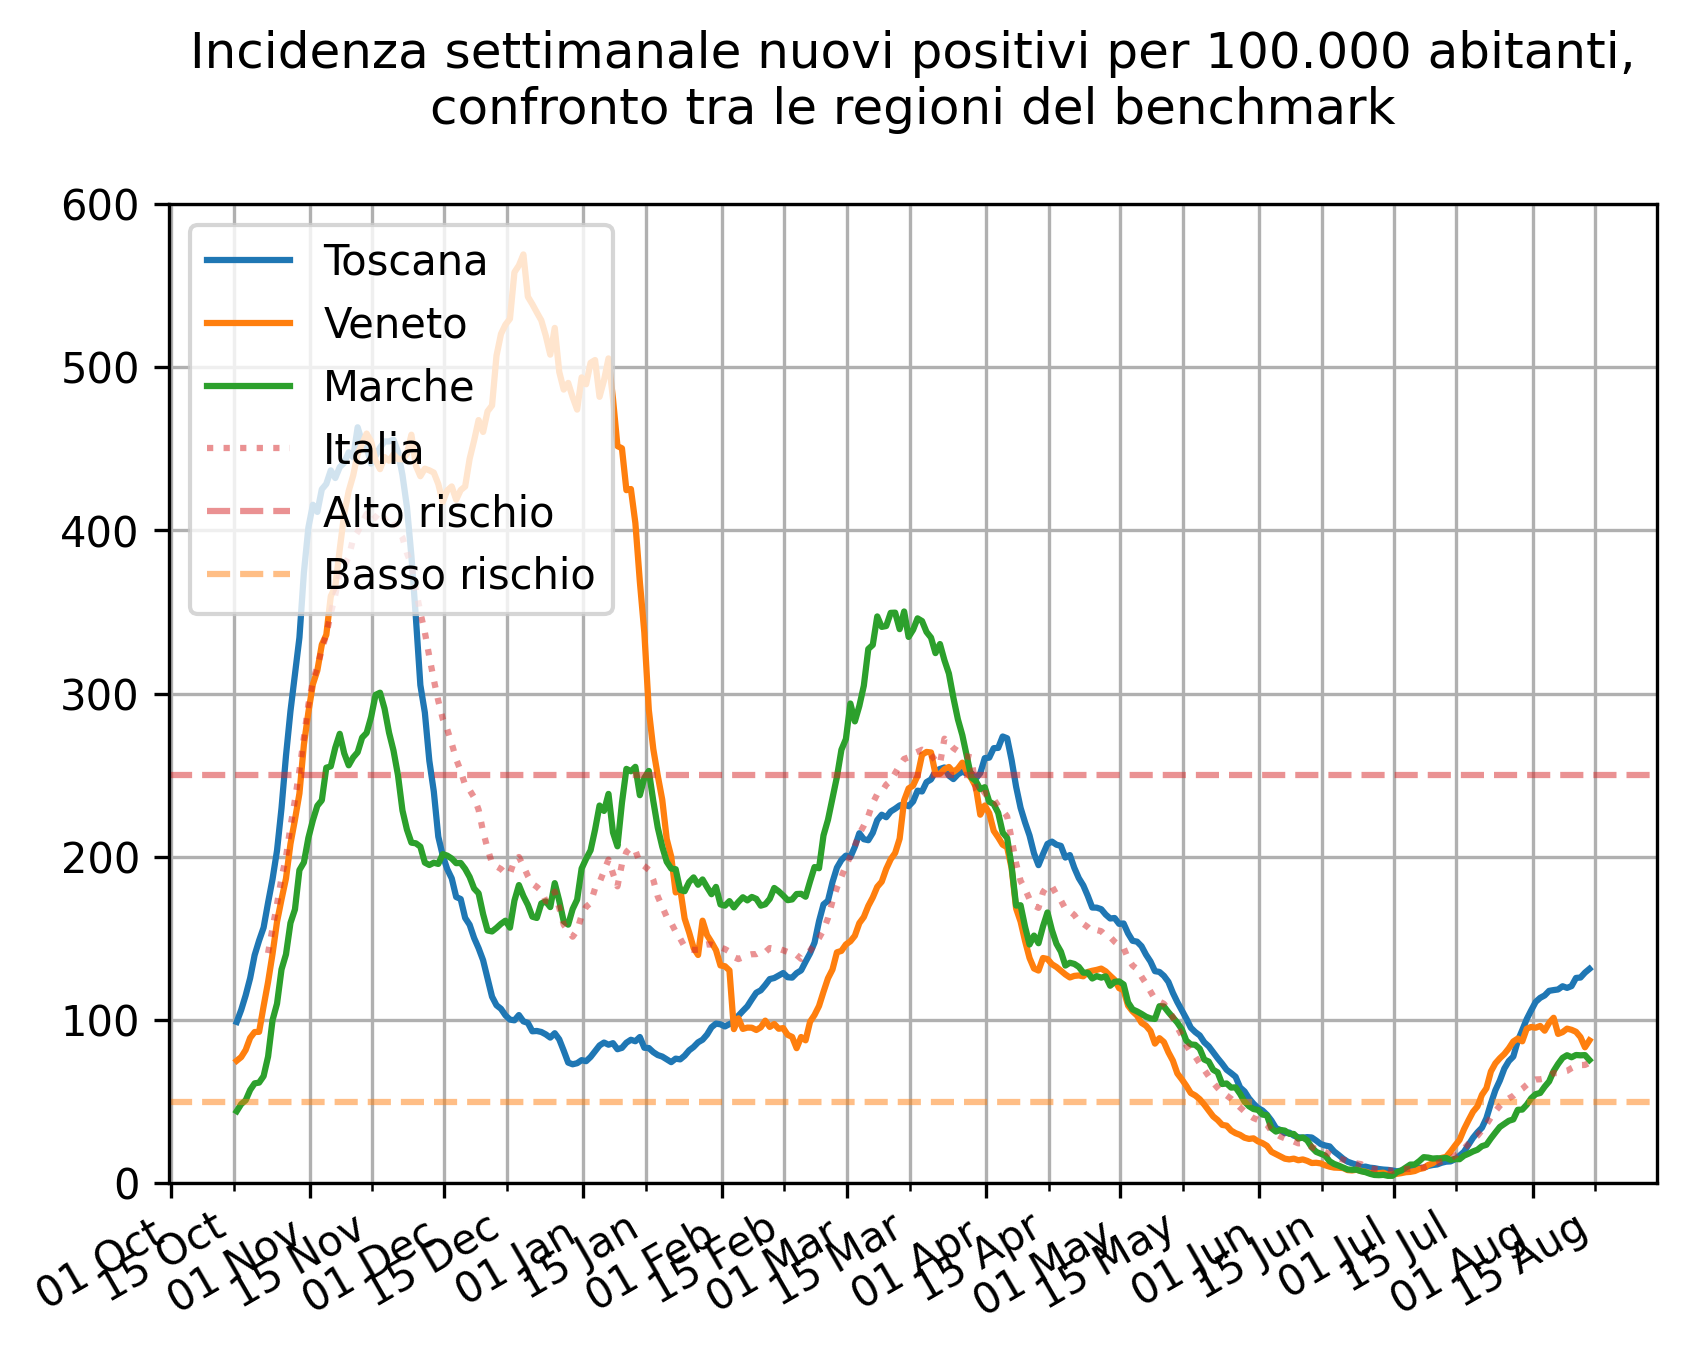 Incidenza settimanale nuovi positivi per 100.000 abitanti,
confronto tra le regioni del benchmark
600
500
400
300
200
100
0
Toscana
Veneto
Marche
Italia
Alto rischio
Basso rischio
01 Oct
15 Oct
01 Nov
15 Nov
01 Dec
15 Dec
01 Jan
15 Jan
01 Feb
15 Feb
01 Mar
15 Mar
01 Apr
15 Apr
01 May
15 May
01 Jun
15 Jun
01 Jul
15 Jul
01 Aug
15 Aug